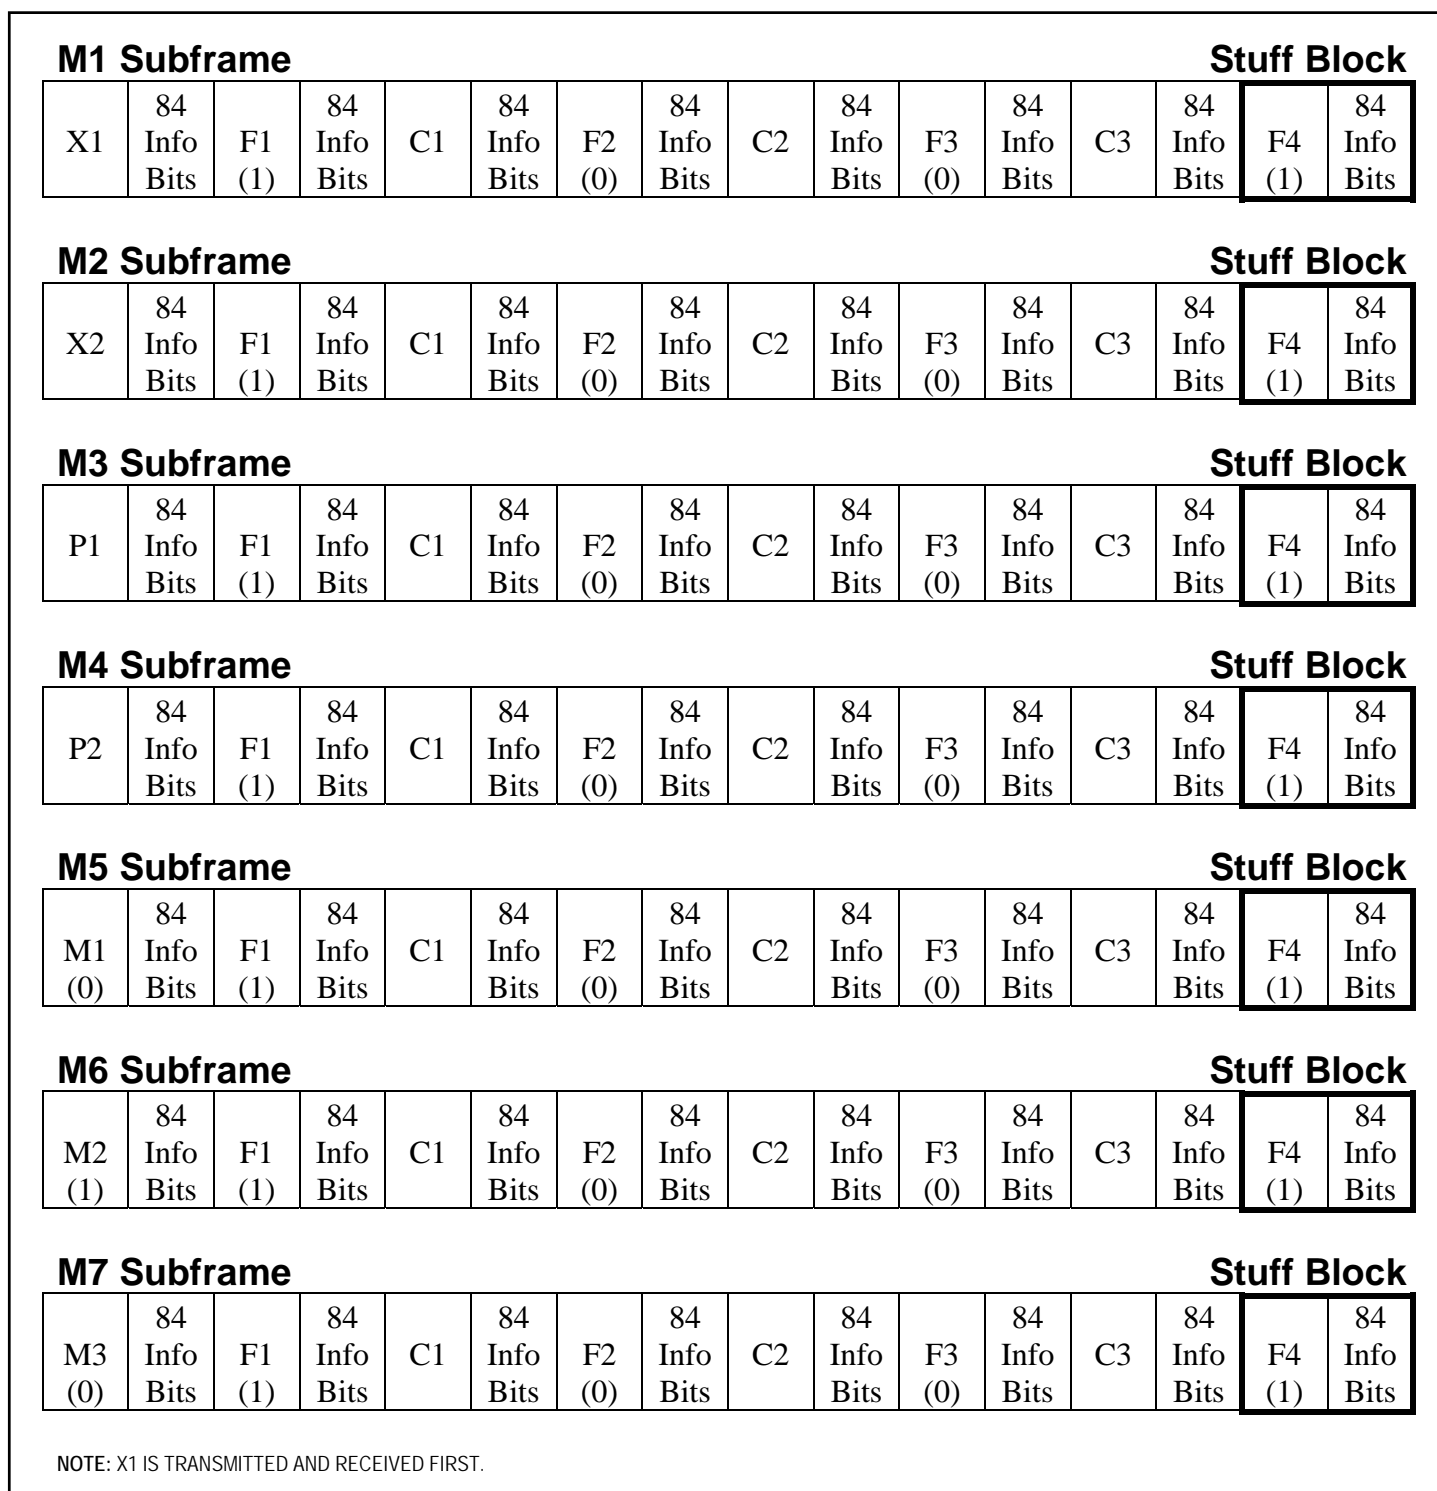 M1 Subframe Stuff Block
84 84 84 84 84 84 84 84
X1 Info F1 Info C1 Info F2 Info C2 Info F3 Info C3 Info F4 Info
Bits (1) Bits Bits (0) Bits Bits (0) Bits Bits (1) Bits
M2 Subframe Stuff Block
84 84 84 84 84 84 84 84
X2 Info F1 Info C1 Info F2 Info C2 Info F3 Info C3 Info F4 Info
Bits (1) Bits Bits (0) Bits Bits (0) Bits Bits (1) Bits
M3 Subframe Stuff Block
84 84 84 84 84 84 84 84
P1 Info F1 Info C1 Info F2 Info C2 Info F3 Info C3 Info F4 Info
Bits (1) Bits Bits (0) Bits Bits (0) Bits Bits (1) Bits
M4 Subframe Stuff Block
84 84 84 84 84 84 84 84
P2 Info F1 Info C1 Info F2 Info C2 Info F3 Info C3 Info F4 Info
Bits (1) Bits Bits (0) Bits Bits (0) Bits Bits (1) Bits
M5 Subframe Stuff Block
84 84 84 84 84 84 84 84
M1 Info F1 Info C1 Info F2 Info C2 Info F3 Info C3 Info F4 Info
(0) Bits (1) Bits Bits (0) Bits Bits (0) Bits Bits (1) Bits
M6 Subframe Stuff Block
84 84 84 84 84 84 84 84
M2 Info F1 Info C1 Info F2 Info C2 Info F3 Info C3 Info F4 Info
(1) Bits (1) Bits Bits (0) Bits Bits (0) Bits Bits (1) Bits
M7 Subframe Stuff Block
84 84 84 84 84 84 84 84
M3 Info F1 Info C1 Info F2 Info C2 Info F3 Info C3 Info F4 Info
(0) Bits (1) Bits Bits (0) Bits Bits (0) Bits Bits (1) Bits
NOTE: X1 IS TRANSMITTED AND RECEIVED FIRST.